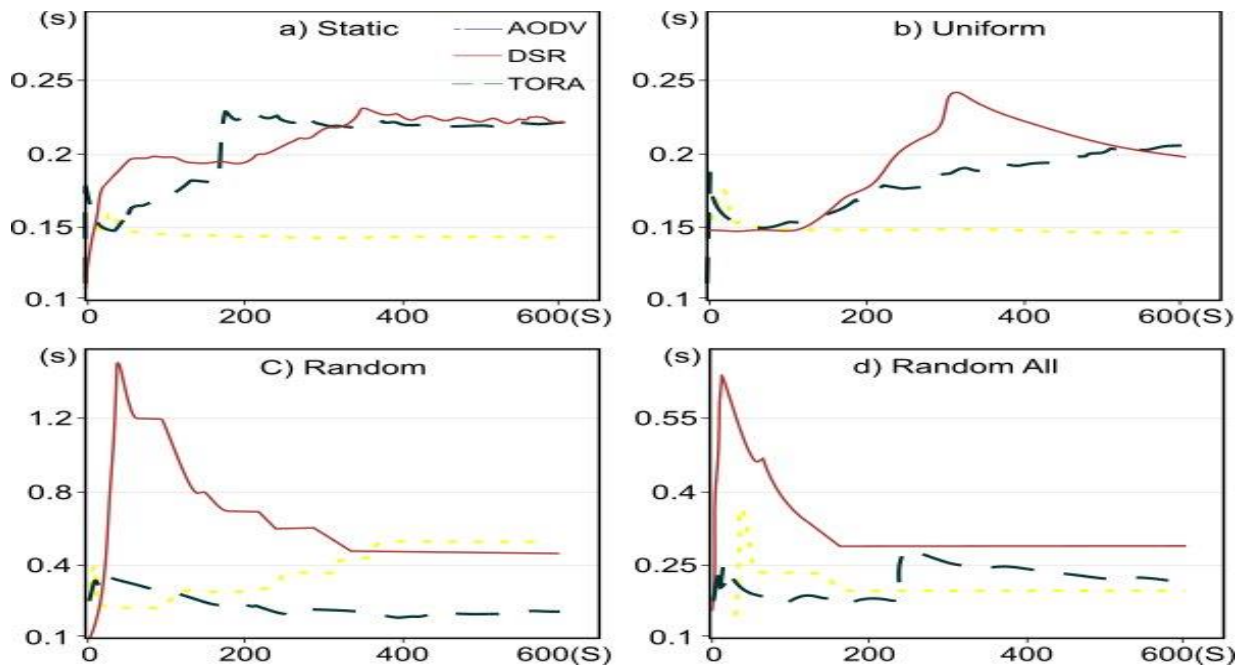 (s)
a) Static
AODV
DSR
TORA
0.25
0.2
0.15
0.1
0 200 400 600(S)
(s)
b) Uniform
0.25
0.2
0.15
0.1
0 200 400 600(S)
(s)
C) Random
1.2
0.8
0.4
0.1
0 200 400 600(S)
(s)
d) Random All
0.55
0.4
0.25
0.1
0 200 400 600(S)